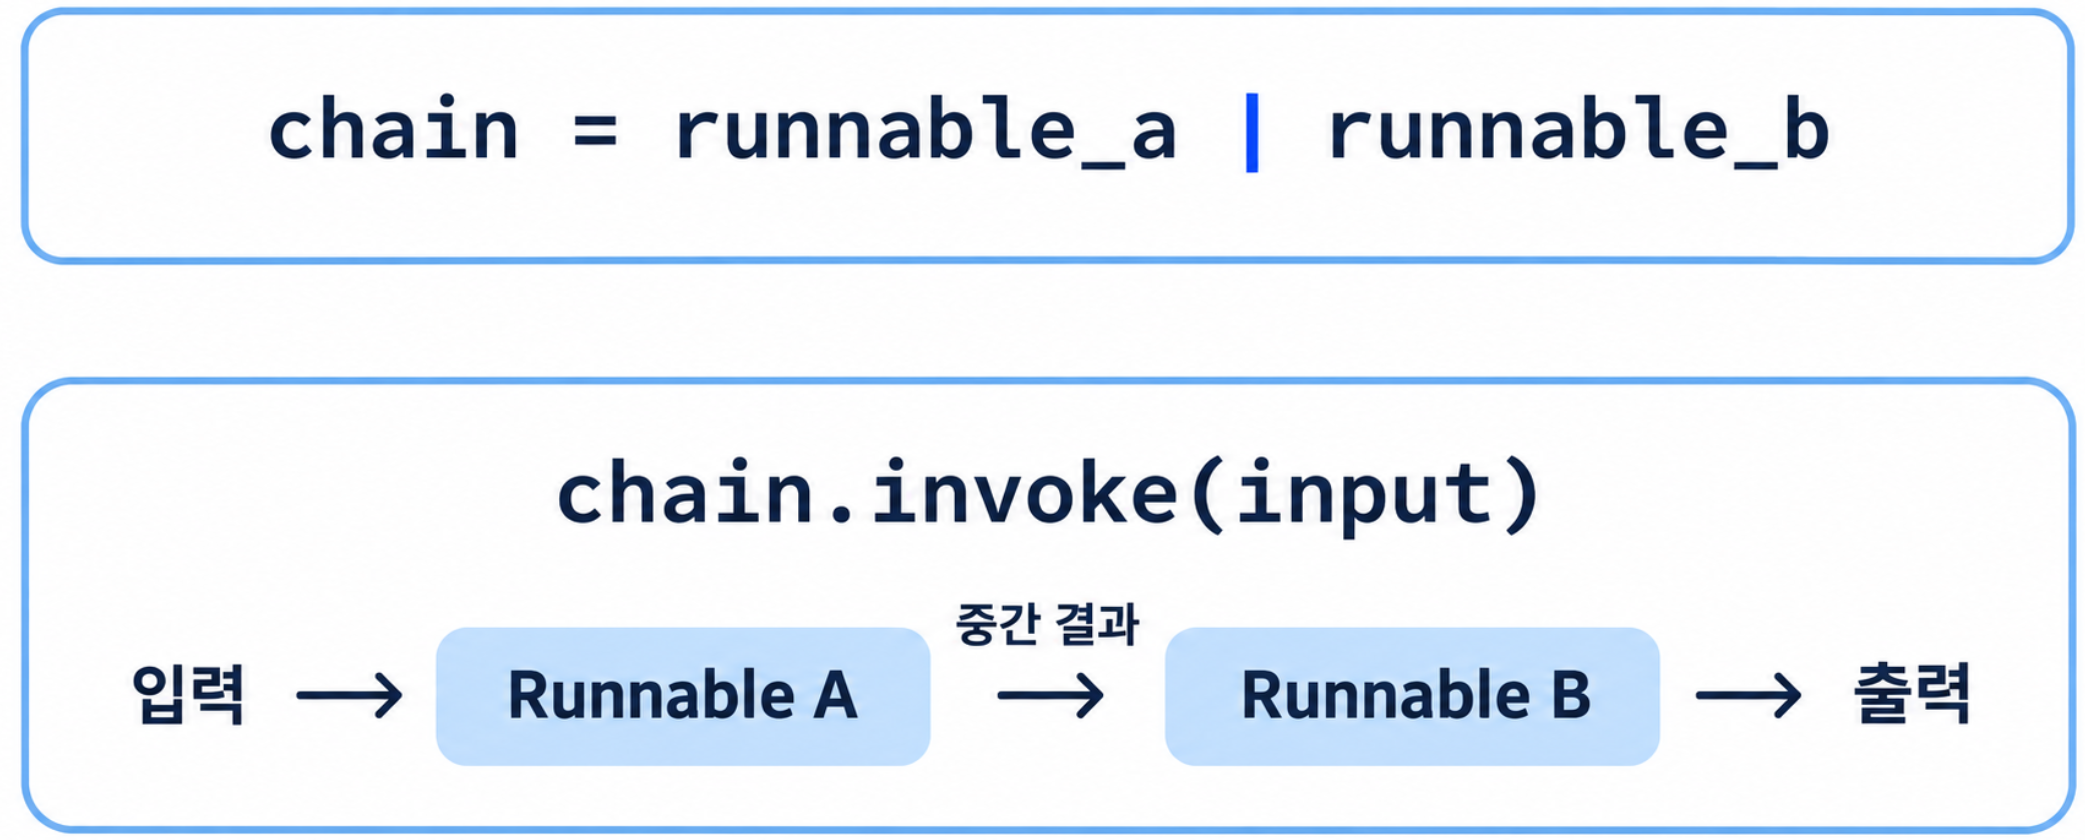 chain = runnable_a | runnable_b
chain.invoke(input)
중간 결과
입력 → Runnable A → Runnable B → 출력